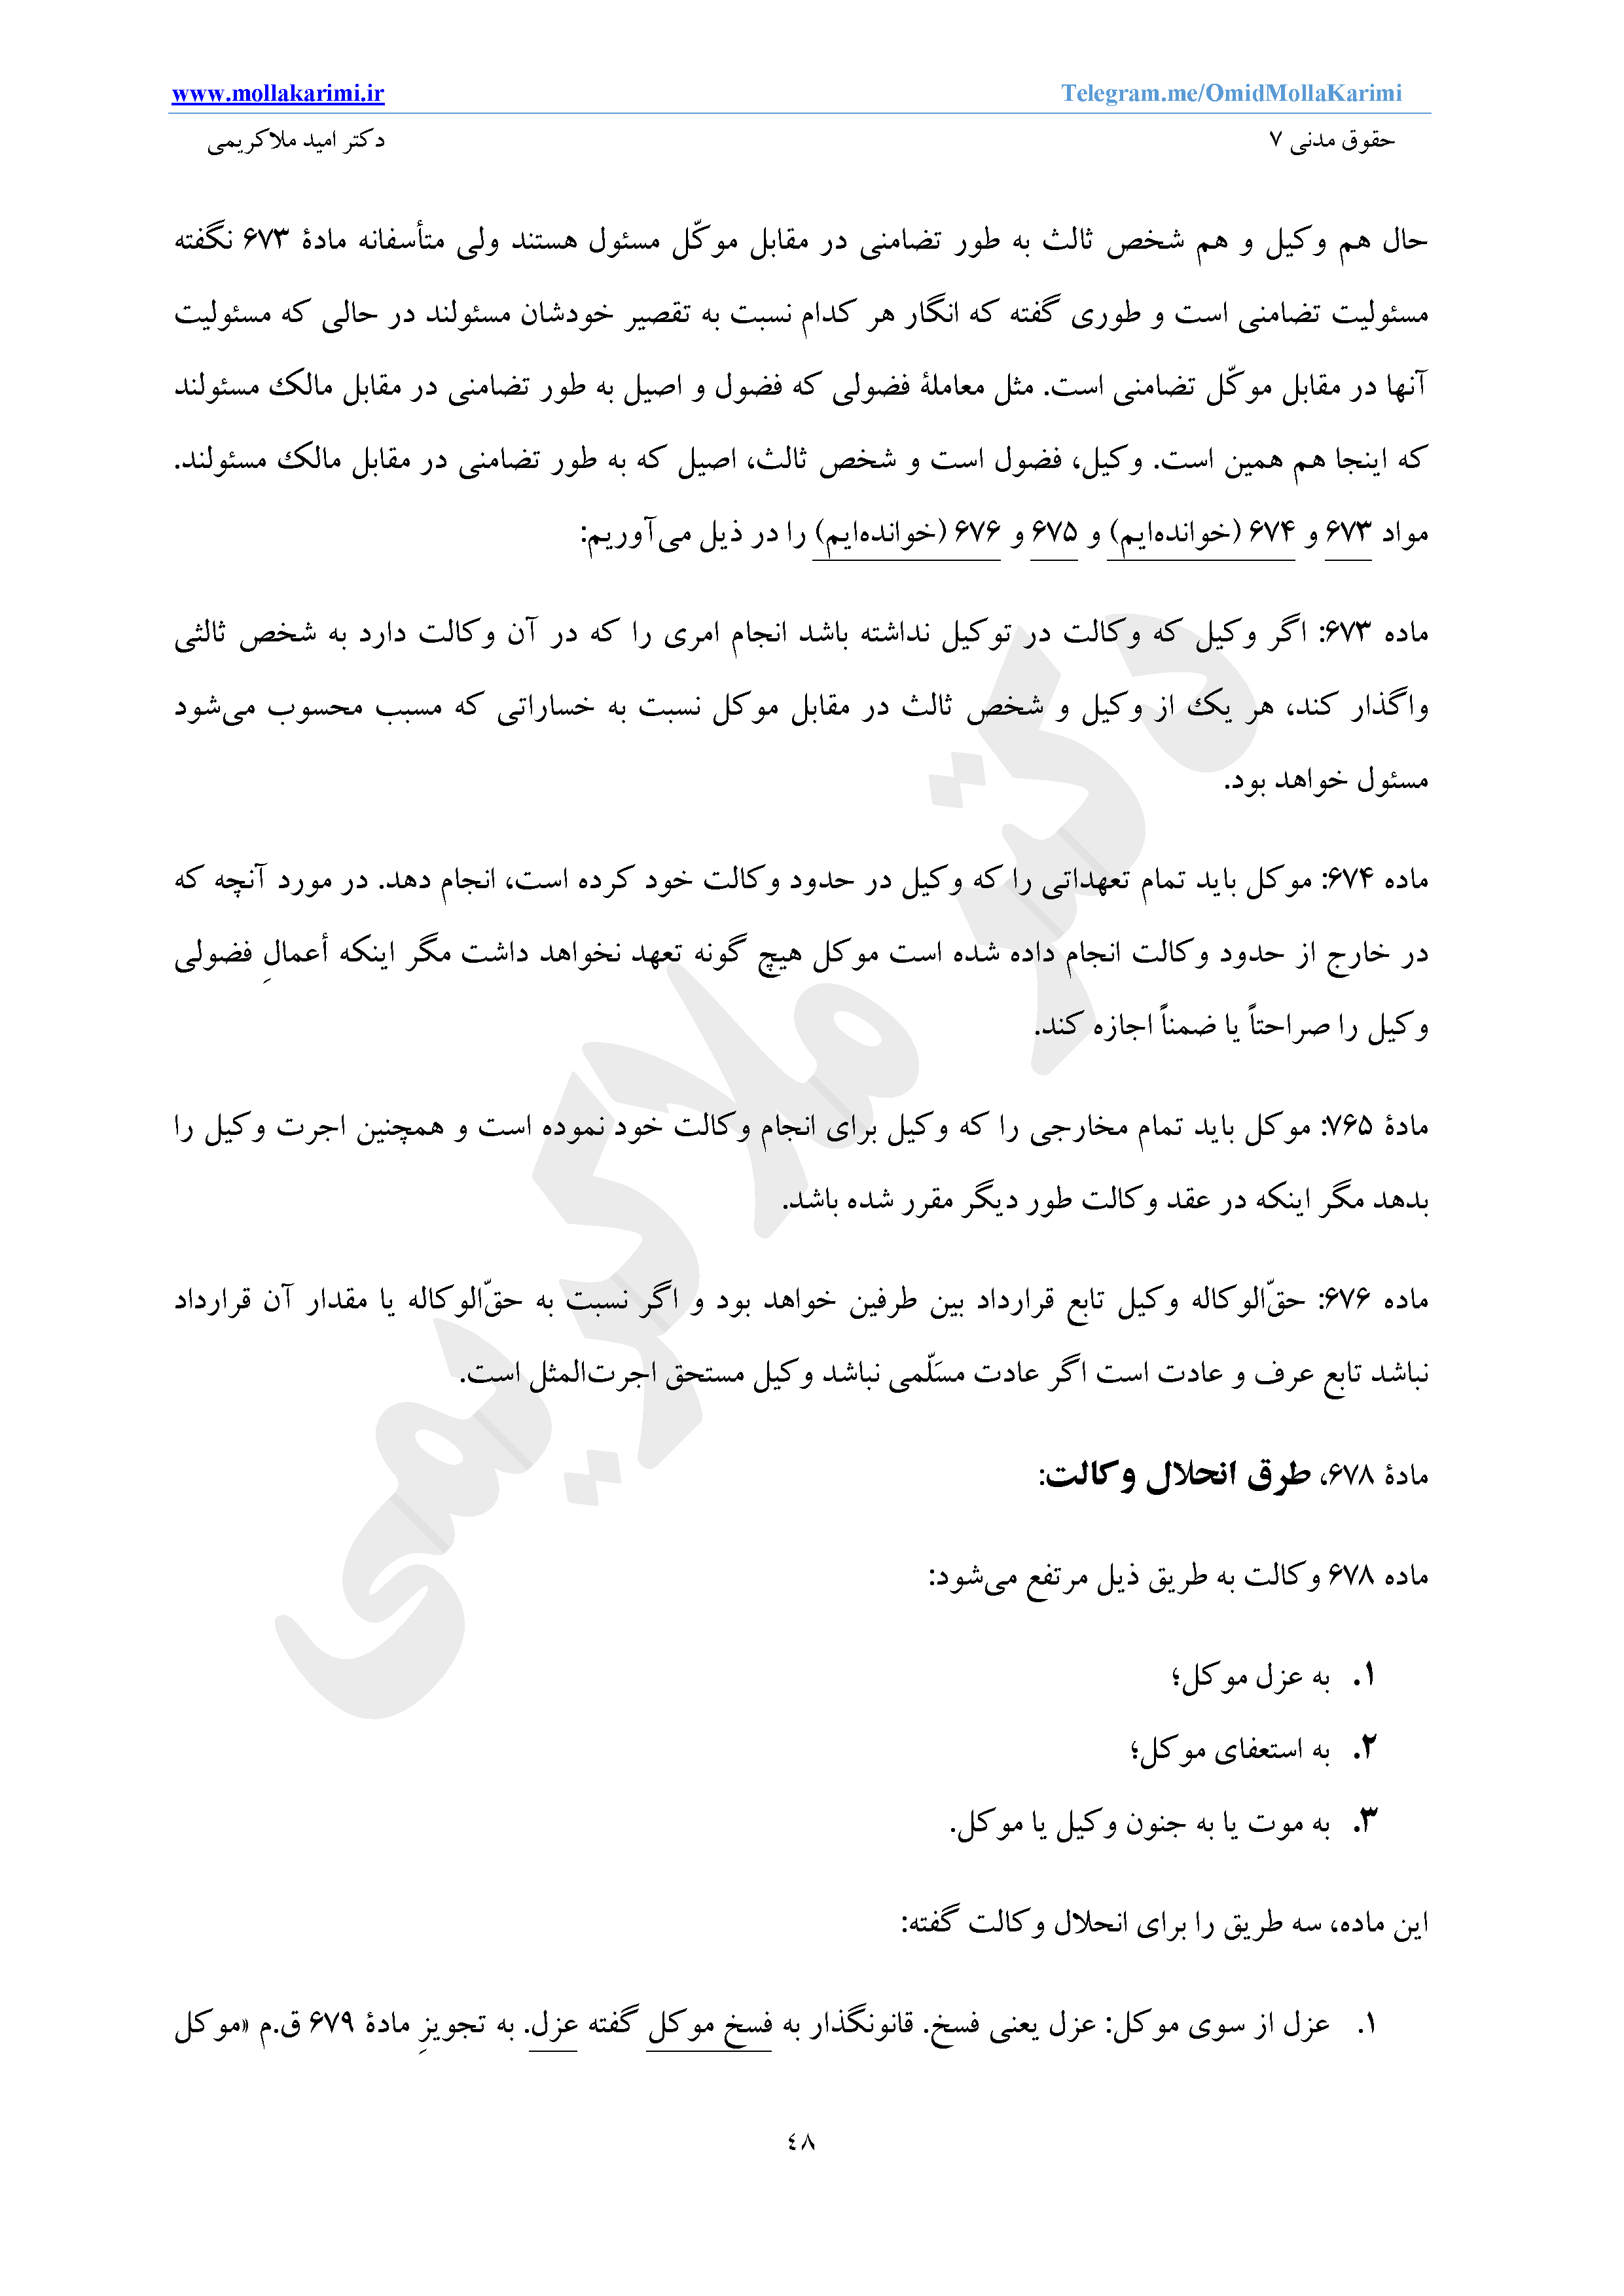 www.mollakarimi.ir Telegram.me/OmidMollaKarimi
حقوق مدنی ۷ دکتر امید ملاکریمی
حال هم وکیل و هم شخص ثالث به طور تضامنی در مقابل موکّل مسئول هستند ولی متأسفانه مادهٔ ۶۷۳ نگفته
مسئولیت تضامنی است و طوری گفته که انگار هر کدام نسبت به تقصیر خودشان مسئولند در حالی که مسئولیت
آنها در مقابل موکّل تضامنی است. مثل معاملهٔ فضولی که فضول و اصیل به طور تضامنی در مقابل مالک مسئولند
که اینجا هم همین است. وکیل، فضول است و شخص ثالث، اصیل که به طور تضامنی در مقابل مالک مسئولند.
مواد ۶۷۳ و ۶۷۴ (خوانده‌ایم) و ۶۷۵ و ۶۷۶ (خوانده‌ایم) را در ذیل می‌آوریم:
ماده ۶۷۳: اگر وکیل که وکالت در توکیل نداشته باشد انجام امری را که در آن وکالت دارد به شخص ثالثی
واگذار کند، هر یک از وکیل و شخص ثالث در مقابل موکل نسبت به خساراتی که مسبب محسوب می‌شود
مسئول خواهد بود.
ماده ۶۷۴: موکل باید تمام تعهداتی را که وکیل در حدود وکالت خود کرده است، انجام دهد. در مورد آنچه که
در خارج از حدود وکالت انجام داده شده است موکل هیچ گونه تعهد نخواهد داشت مگر اینکه أعمالِ فضولی
وکیل را صراحتاً یا ضمناً اجازه کند.
مادهٔ ۷۶۵: موکل باید تمام مخارجی را که وکیل برای انجام وکالت خود نموده است و همچنین اجرت وکیل را
بدهد مگر اینکه در عقد وکالت طور دیگر مقرر شده باشد.
ماده ۶۷۶: حقّ‌الوکاله وکیل تابع قرارداد بین طرفین خواهد بود و اگر نسبت به حقّ‌الوکاله یا مقدار آن قرارداد
نباشد تابع عرف و عادت است اگر عادت مسَلّمی نباشد وکیل مستحق اجرت‌المثل است.
مادهٔ ۶۷۸، طرق انحلال وکالت:
ماده ۶۷۸ وکالت به طریق ذیل مرتفع می‌شود:
۱. به عزل موکل؛
۲. به استعفای موکل؛
۳. به موت یا به جنون وکیل یا موکل.
این ماده، سه طریق را برای انحلال وکالت گفته:
۱. عزل از سوی موکل: عزل یعنی فسخ. قانونگذار به فسخ موکل گفته عزل. به تجویزِ مادهٔ ۶۷۹ ق.م «موکل
٤٨
دکتر ملاکریمی